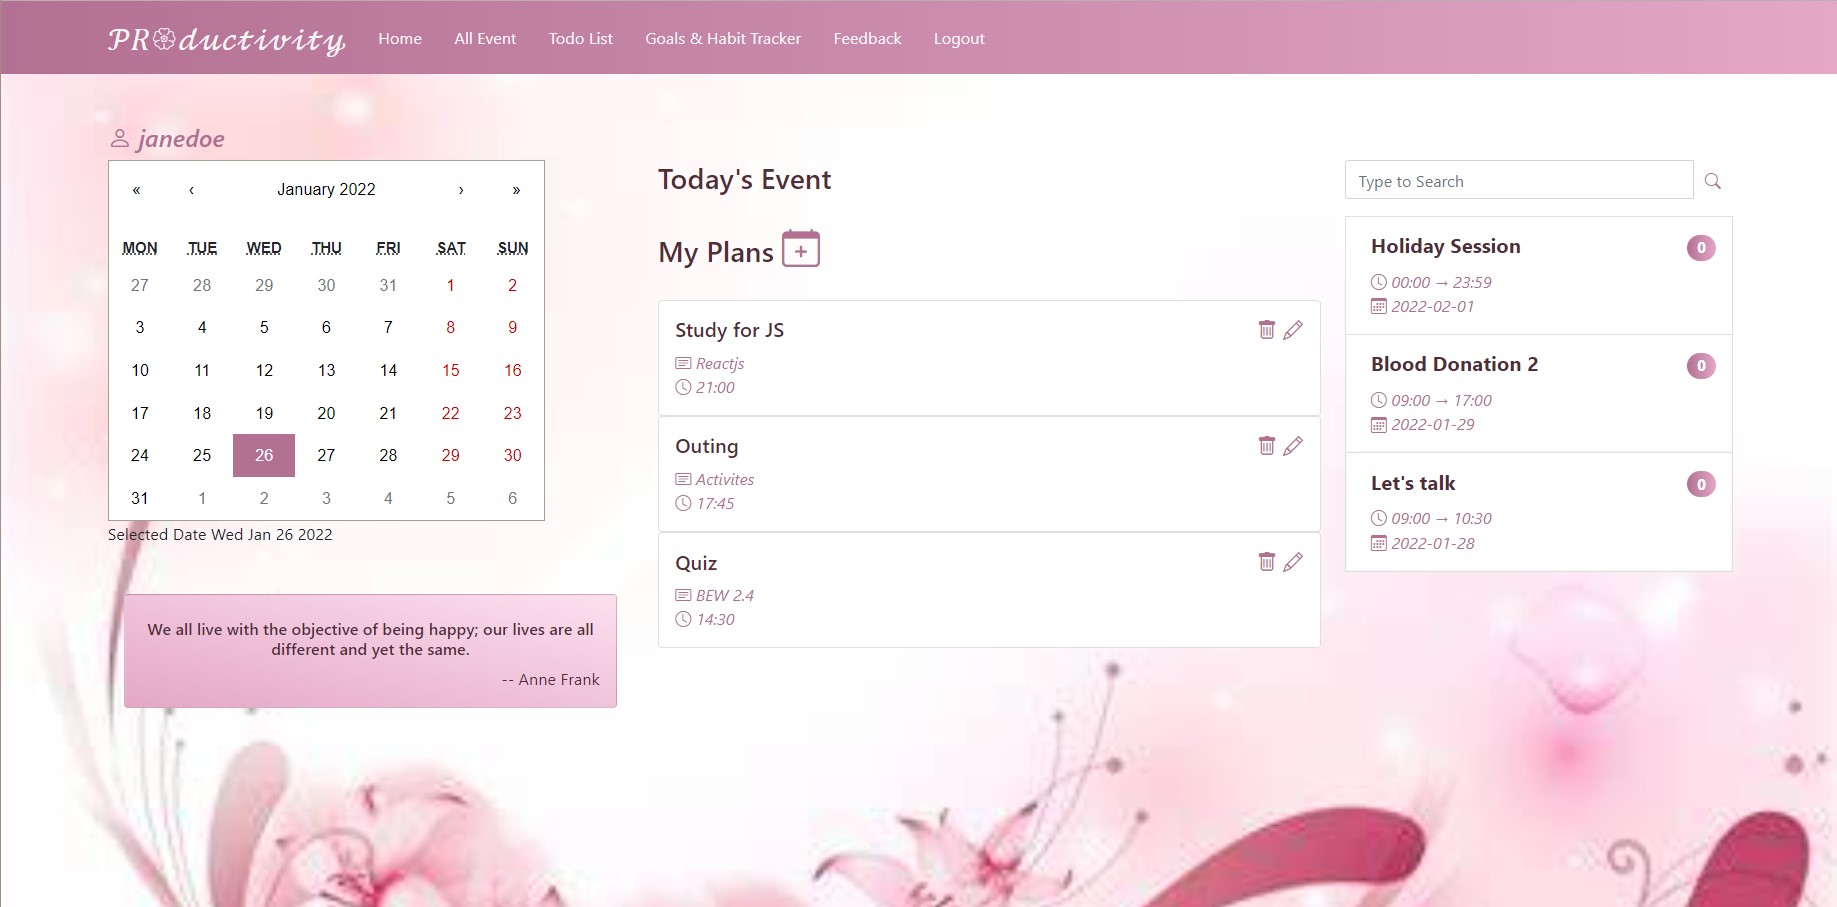 PR ductivity Home All Event Todo List Goals & Habit Tracker Feedback Logout
janedoe
« ‹ January 2022 › »
MON TUE WED THU FRI SAT SUN
27 28 29 30 31 1 2
3 4 5 6 7 8 9
10 11 12 13 14 15 16
17 18 19 20 21 22 23
24 25 26 27 28 29 30
31 1 2 3 4 5 6
Selected Date Wed Jan 26 2022
We all live with the objective of being happy; our lives are all
different and yet the same.
-- Anne Frank
Today's Event
My Plans
Study for JS
Reactjs
21:00
Outing
Activites
17:45
Quiz
BEW 2.4
14:30
Type to Search
Holiday Session 0
00:00 → 23:59
2022-02-01
Blood Donation 2 0
09:00 → 17:00
2022-01-29
Let's talk 0
09:00 → 10:30
2022-01-28